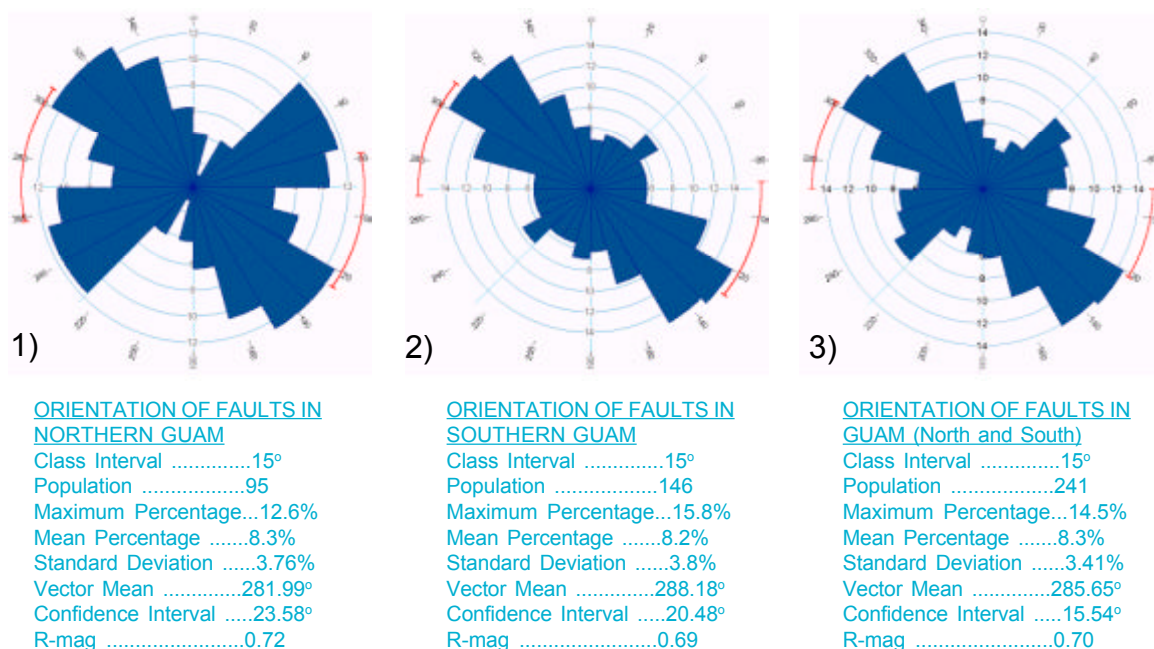 1)
2)
3)
ORIENTATION OF FAULTS IN
NORTHERN GUAM
Class Interval ..............15º
Population ...................95
Maximum Percentage...12.6%
Mean Percentage .......8.3%
Standard Deviation .....3.76%
Vector Mean .............281.99º
Confidence Interval .....23.58º
R-mag ......................0.72
ORIENTATION OF FAULTS IN
SOUTHERN GUAM
Class Interval ..............15º
Population ...................146
Maximum Percentage...15.8%
Mean Percentage .......8.2%
Standard Deviation .....3.8%
Vector Mean .............288.18º
Confidence Interval .....20.48º
R-mag ......................0.69
ORIENTATION OF FAULTS IN
GUAM (North and South)
Class Interval ..............15º
Population ...................241
Maximum Percentage...14.5%
Mean Percentage .......8.3%
Standard Deviation ......3.41%
Vector Mean ..............285.65º
Confidence Interval .....15.54º
R-mag ......................0.70